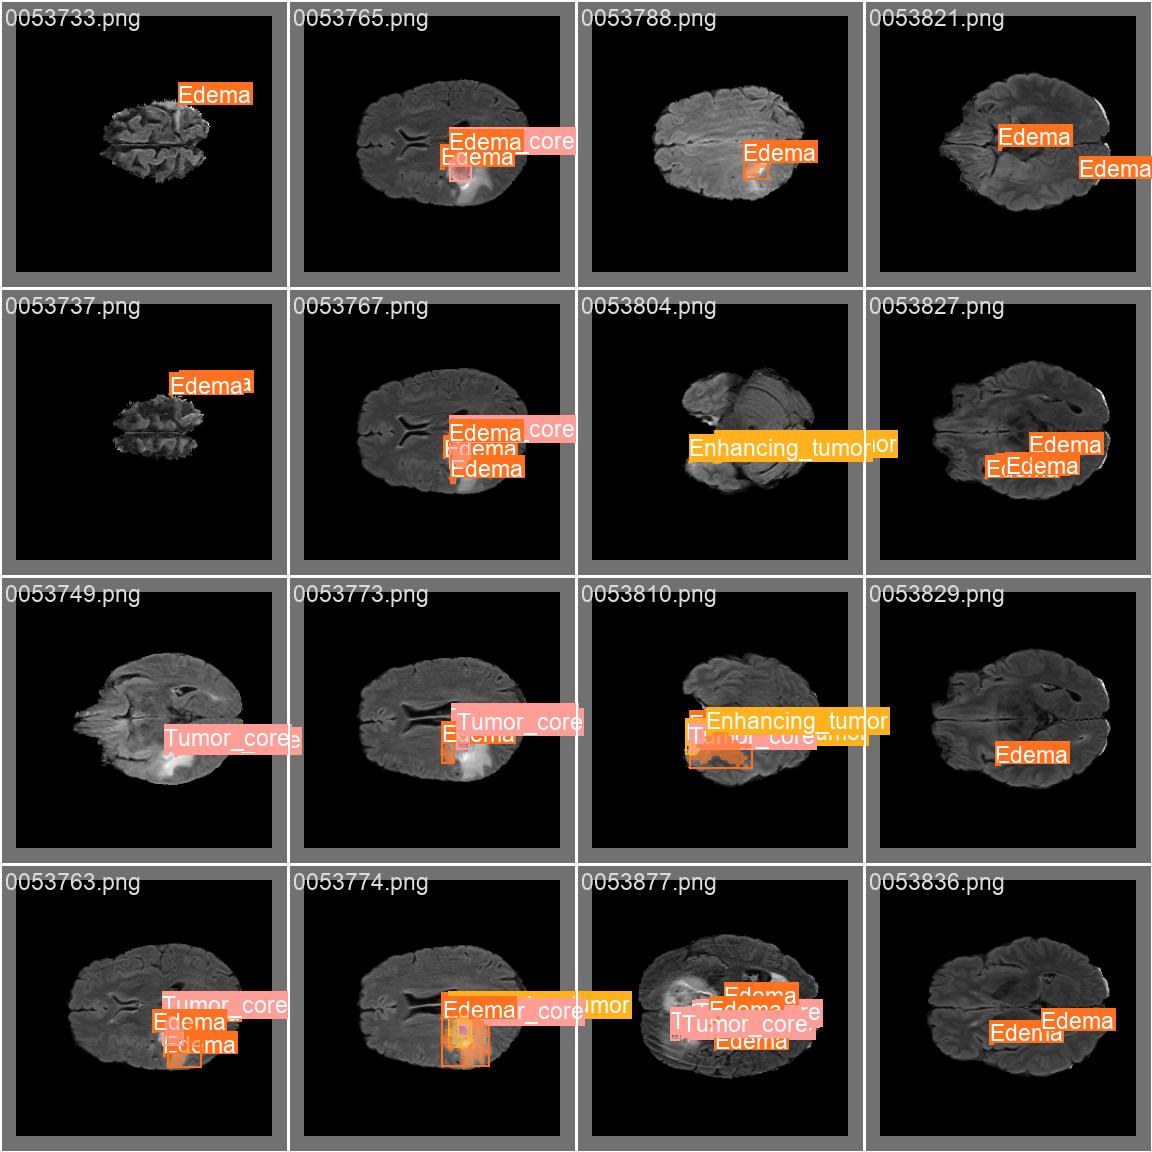 0053733.png
Edema
0053765.png
Edema_core
Edema
0053788.png
Edema
0053821.png
Edema
Edema
0053737.png
Edema
0053767.png
Edema_core
Edema
Edema
0053804.png
Enhancing_tumor or
0053827.png
Edema
Edema
0053749.png
Tumor_core
0053773.png
Tumor_core
Edema
0053810.png
Enhancing_tumor
Tumor_core tumor
0053829.png
Edema
0053763.png
Tumor_core
Edema
Edema
0053774.png
Edema r_core umor
0053877.png
Edema
Edema
Tumor_core
Edema
0053836.png
Edema
Edema